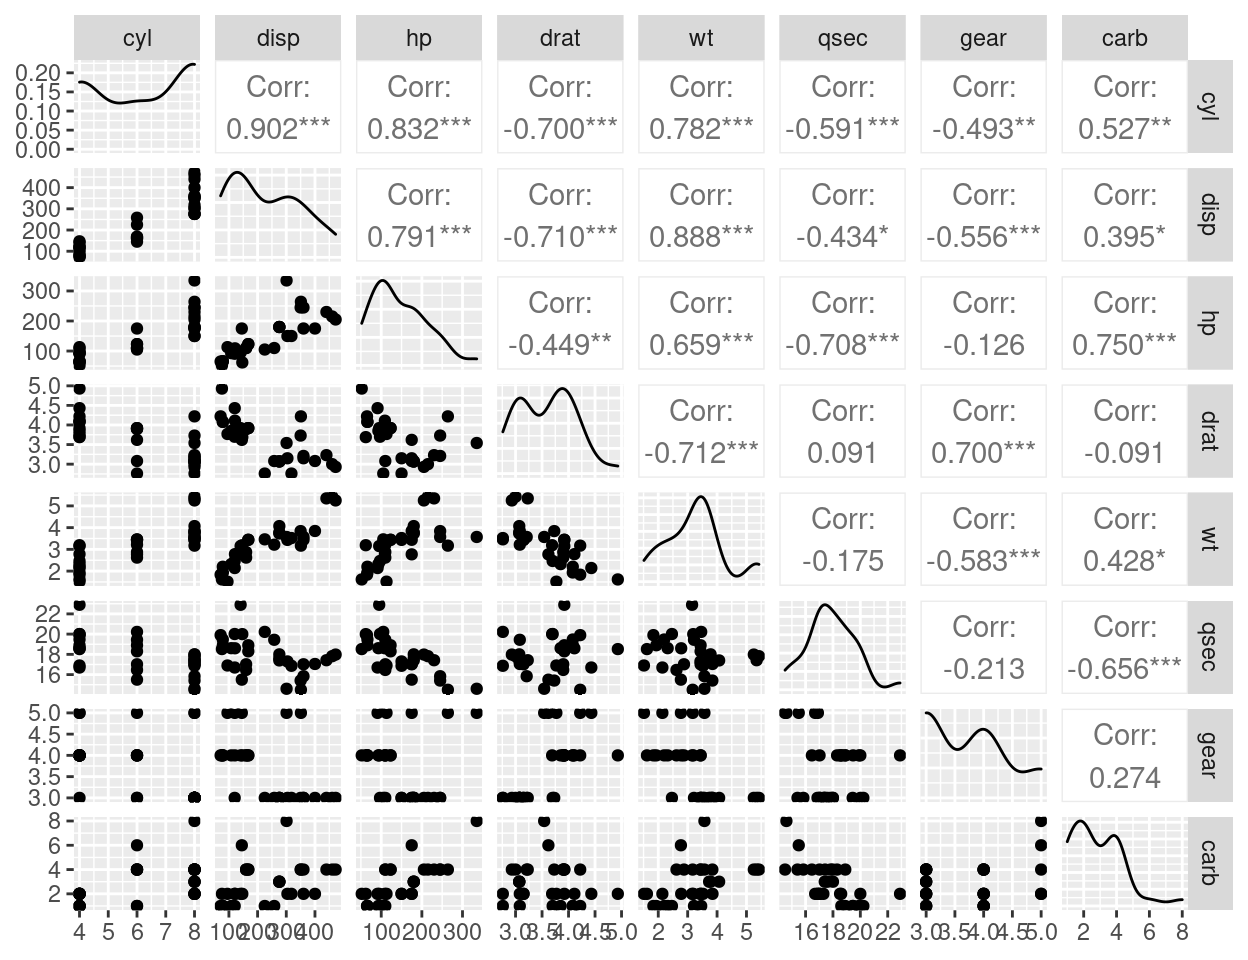 cyl disp hp drat wt qsec gear carb
0.20
0.15
0.10
0.05
0.00
Corr: Corr: Corr: Corr: Corr: Corr: Corr:
0.902*** 0.832*** -0.700*** 0.782*** -0.591*** -0.493** 0.527**
cyl
400
300
200
100
Corr: Corr: Corr: Corr: Corr: Corr:
0.791*** -0.710*** 0.888*** -0.434* -0.556*** 0.395*
disp
300
200
100
Corr: Corr: Corr: Corr: Corr:
-0.449** 0.659*** -0.708*** -0.126 0.750***
hp
5.0
4.5
4.0
3.5
3.0
Corr: Corr: Corr: Corr:
-0.712*** 0.091 0.700*** -0.091
drat
5
4
3
2
Corr: Corr: Corr:
-0.175 -0.583*** 0.428*
wt
22
20
18
16
Corr: Corr:
-0.213 -0.656***
qsec
5.0
4.5
4.0
3.5
3.0
Corr:
0.274
gear
8
6
4
2
carb
4 5 6 7 8 100 200 300 400 100 200 300 3.0 3.5 4.0 4.5 5.0 2 3 4 5 16 18 20 22 3.0 3.5 4.0 4.5 5.0 2 4 6 8